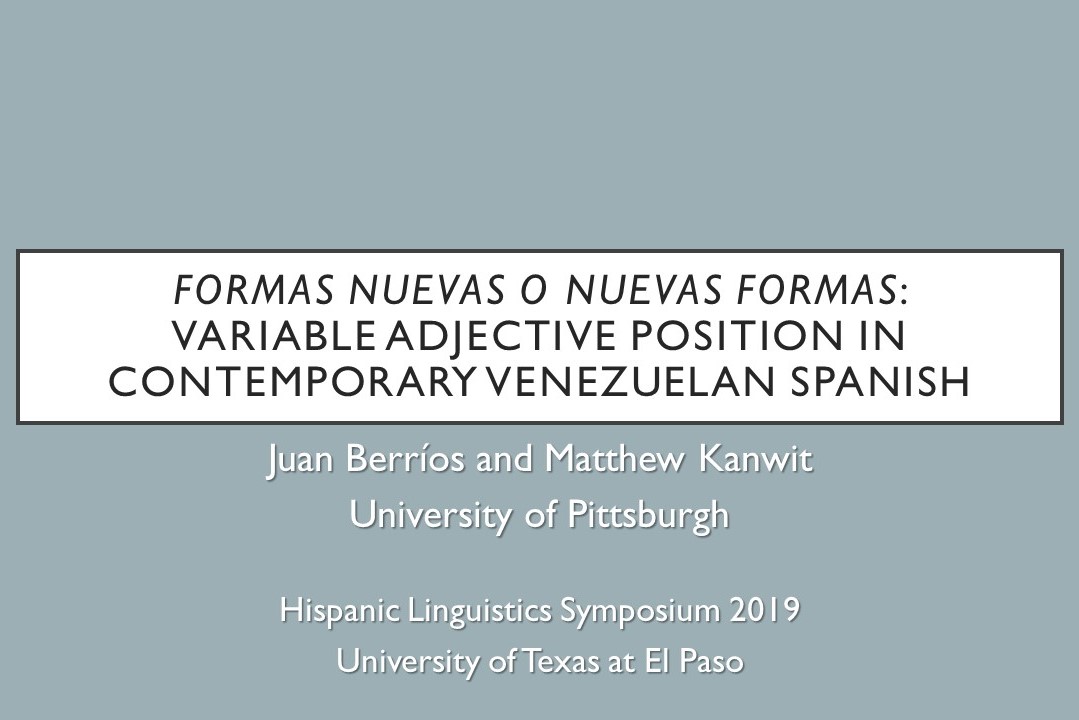 FORMAS NUEVAS O NUEVAS FORMAS:
VARIABLE ADJECTIVE POSITION IN
CONTEMPORARY VENEZUELAN SPANISH
Juan Berríos and Matthew Kanwit
University of Pittsburgh
Hispanic Linguistics Symposium 2019
University of Texas at El Paso